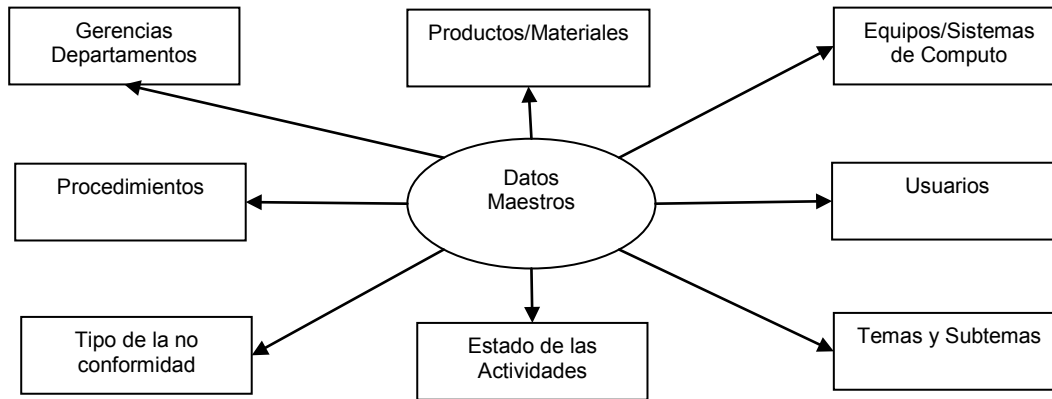 Gerencias
Departamentos
Productos/Materiales
Equipos/Sistemas
de Computo
Procedimientos
Datos
Maestros
Usuarios
Tipo de la no
conformidad
Estado de las
Actividades
Temas y Subtemas